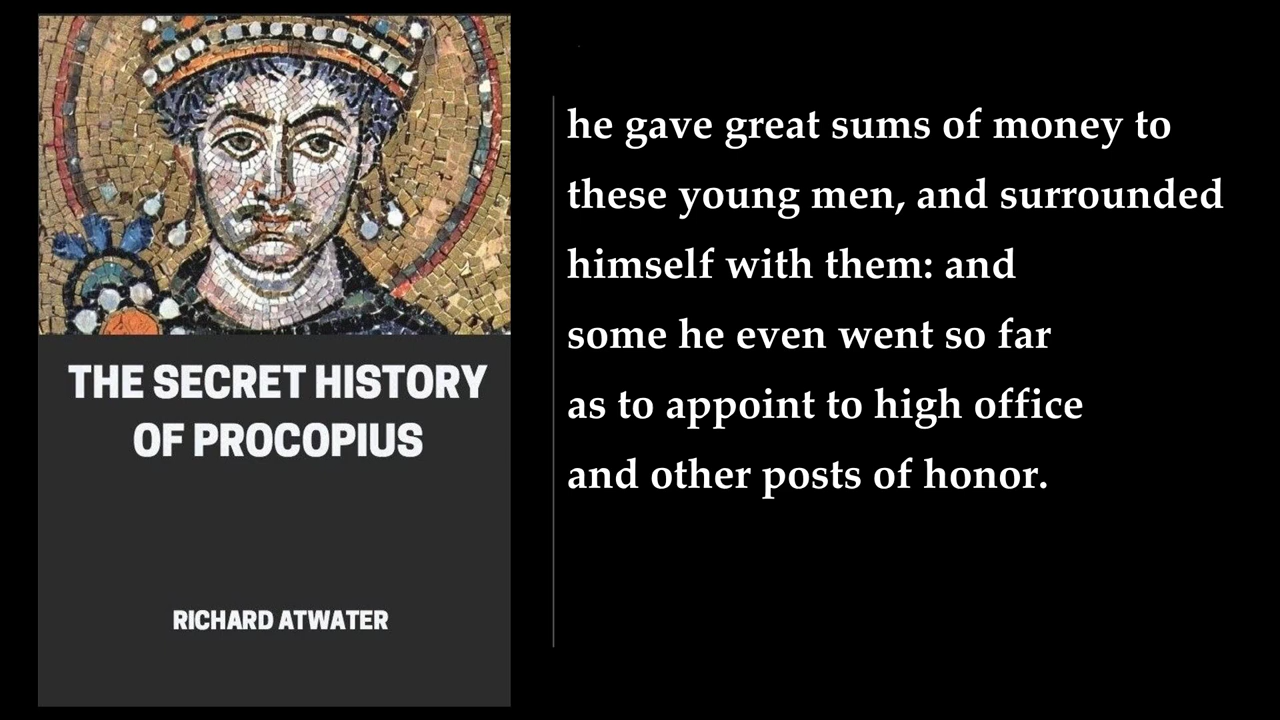 THE SECRET HISTORY
OF PROCOPIUS
RICHARD ATWATER
he gave great sums of money to
these young men, and surrounded
himself with them: and
some he even went so far
as to appoint to high office
and other posts of honor.